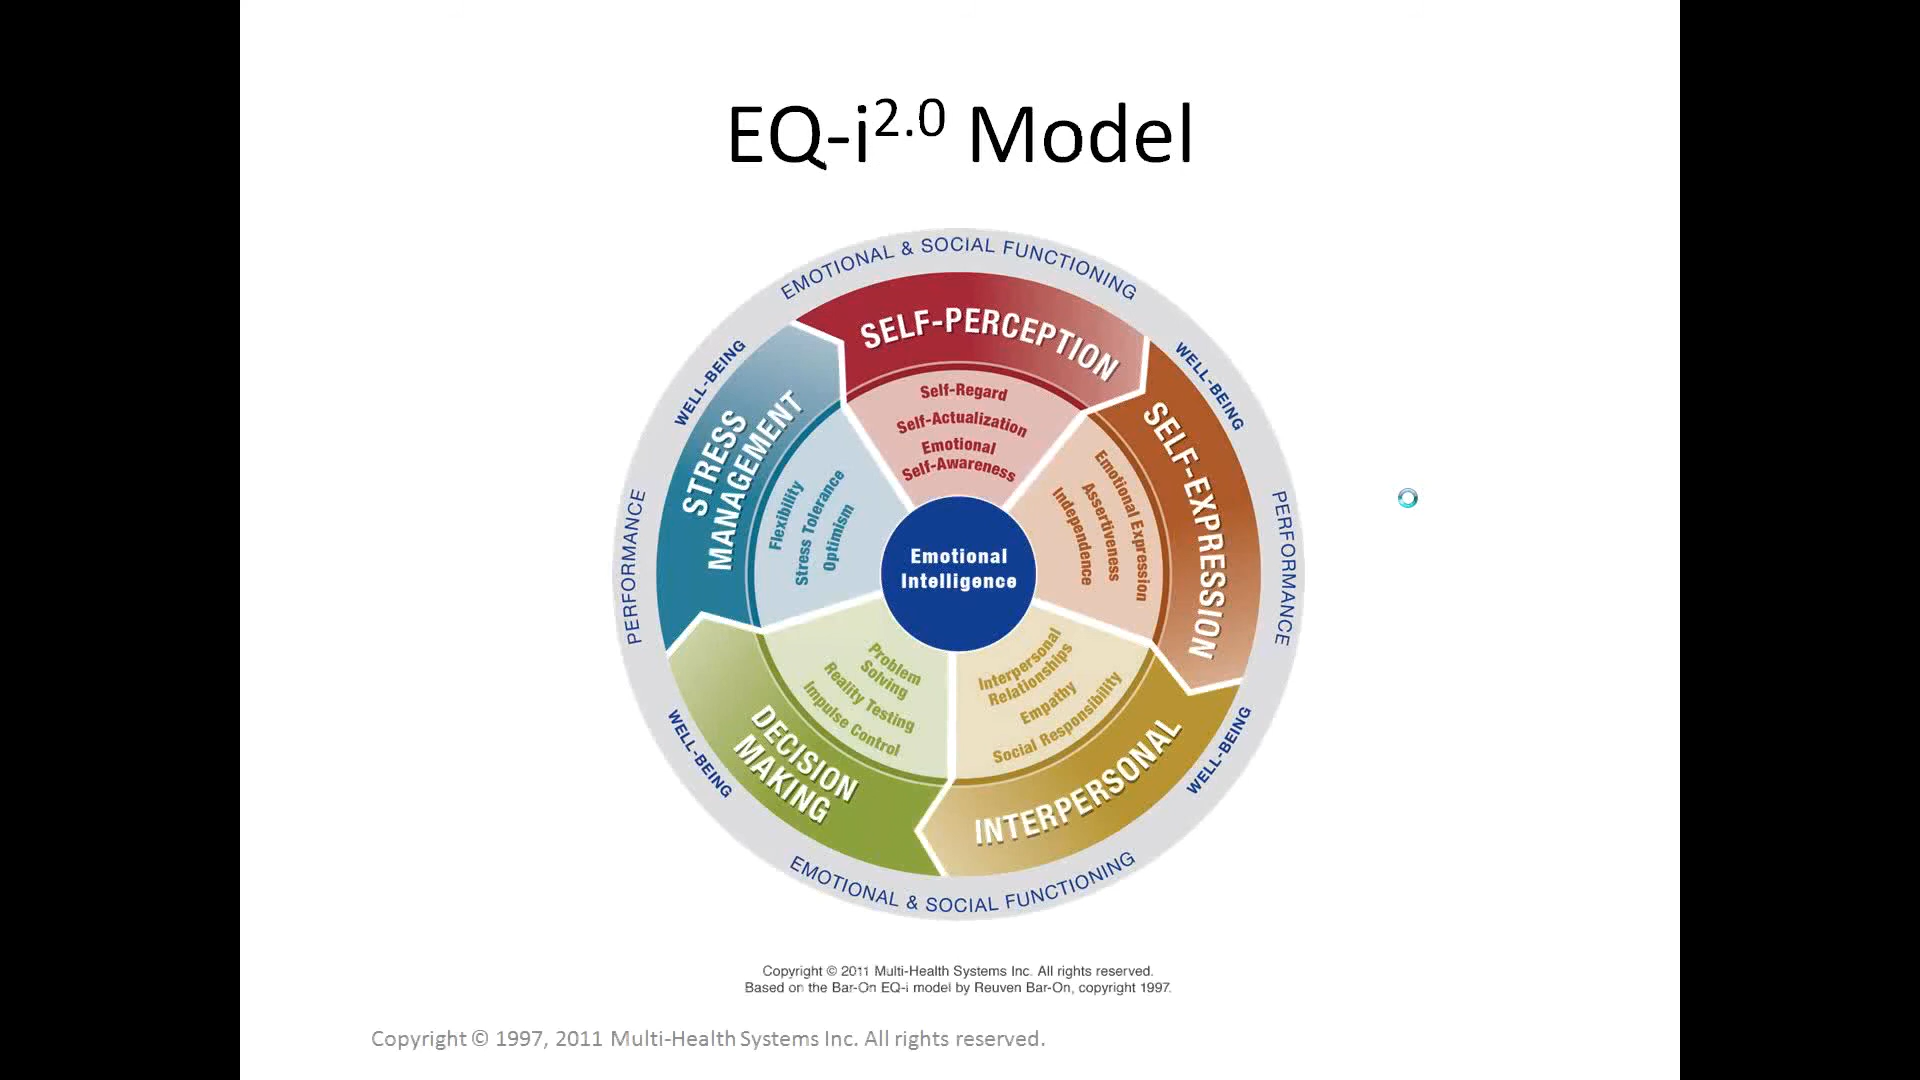 EQ-i2.0 Model
EMOTIONAL & SOCIAL FUNCTIONING
WELL-BEING
WELL-BEING
PERFORMANCE
PERFORMANCE
WELL-BEING
WELL-BEING
EMOTIONAL & SOCIAL FUNCTIONING
SELF-PERCEPTION
Self-Regard
Self-Actualization
Emotional
Self-Awareness
SELF-EXPRESSION
Emotional Expression
Assertiveness
Independence
INTERPERSONAL
Interpersonal
Relationships
Empathy
Social Responsibility
DECISION
MAKING
Problem
Solving
Reality Testing
Impulse Control
STRESS
MANAGEMENT
Flexibility
Stress Tolerance
Optimism
Emotional
Intelligence
Copyright © 2011 Multi-Health Systems Inc. All rights reserved.
Based on the Bar-On EQ-i model by Reuven Bar-On, copyright 1997.
Copyright © 1997, 2011 Multi-Health Systems Inc. All rights reserved.